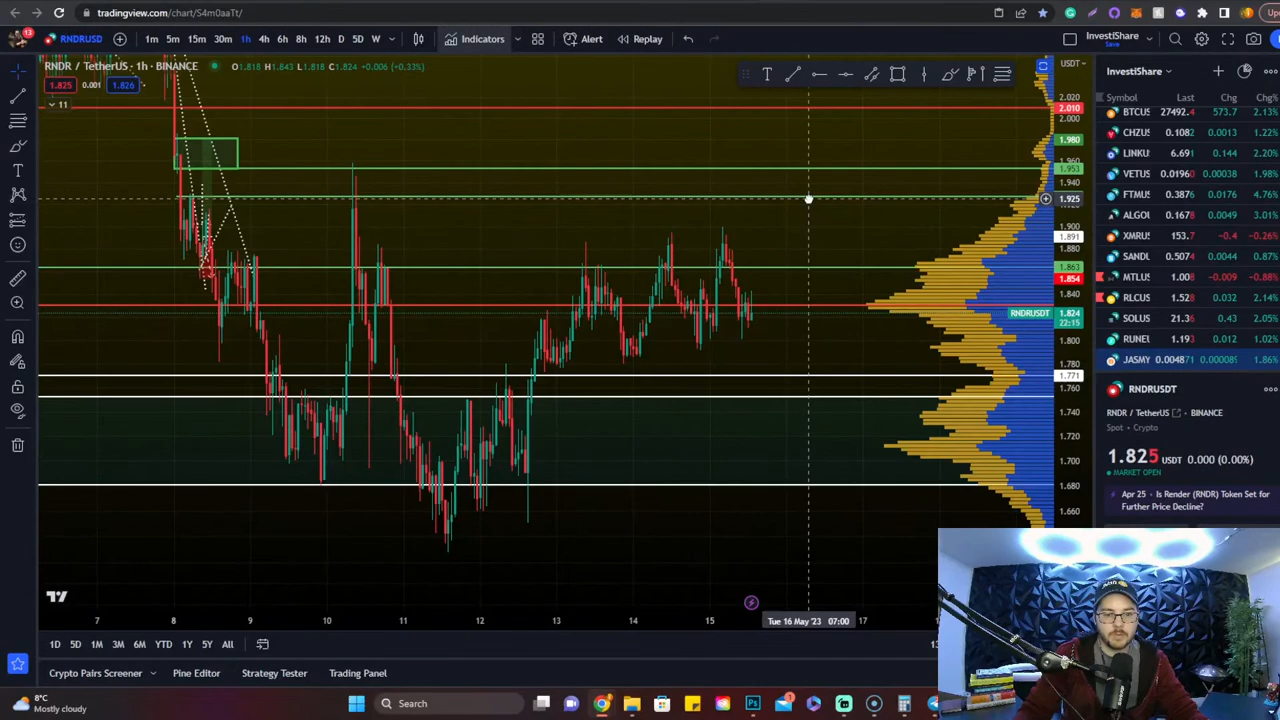 tradingview.com/chart/S4m0aaTt/
13
RNDRUSD
1m 5m 15m 30m 1h 4h 6h 8h 12h D 5D W
Indicators
Alert
Replay
InvestiShare
Save
RNDR / TetherUS · 1h · BINANCE
O1.818 H1.843 L1.818 C1.824 +0.006 (+0.33%)
1.825 0.001 1.826
11
USDT
2.020
2.010
2.000
1.980
1.960
1.953
1.940
1.925
1.900
1.891
1.880
1.863
1.854
1.840
RNDRUSDT 1.824
22:15
1.800
1.780
1.771
1.760
1.740
1.720
1.700
1.680
1.660
7 8 9 10 11 12 13 14 15 Tue 16 May '23 07:00 17
1D 5D 1M 3M 6M YTD 1Y 5Y All
Crypto Pairs Screener Pine Editor Strategy Tester Trading Panel
InvestiShare
Symbol Last Chg Chg%
BTCUS 27492.4 573.7 2.13%
CHZUS 0.1082 0.0013 1.22%
LINKU 6.691 0.144 2.20%
VETUS 0.01960 0.00038 1.98%
FTMUS 0.3876 0.0176 4.76%
ALGOU 0.1678 0.0049 3.01%
XMRUS 153.7 -0.4 -0.26%
SANDL 0.5074 0.0044 0.87%
MTLUS 1.008 -0.009 -0.88%
RLCUS 1.528 0.032 2.14%
SOLUS 21.36 0.43 2.05%
RUNEL 1.193 0.012 1.02%
JASMY 0.004871 0.000089 1.86%
RNDRUSDT
RNDR / TetherUS BINANCE
Spot • Crypto
1.825 USDT 0.000 (0.00%)
MARKET OPEN
Apr 25 · Is Render (RNDR) Token Set for
Further Price Decline?
8°C
Mostly cloudy
Search